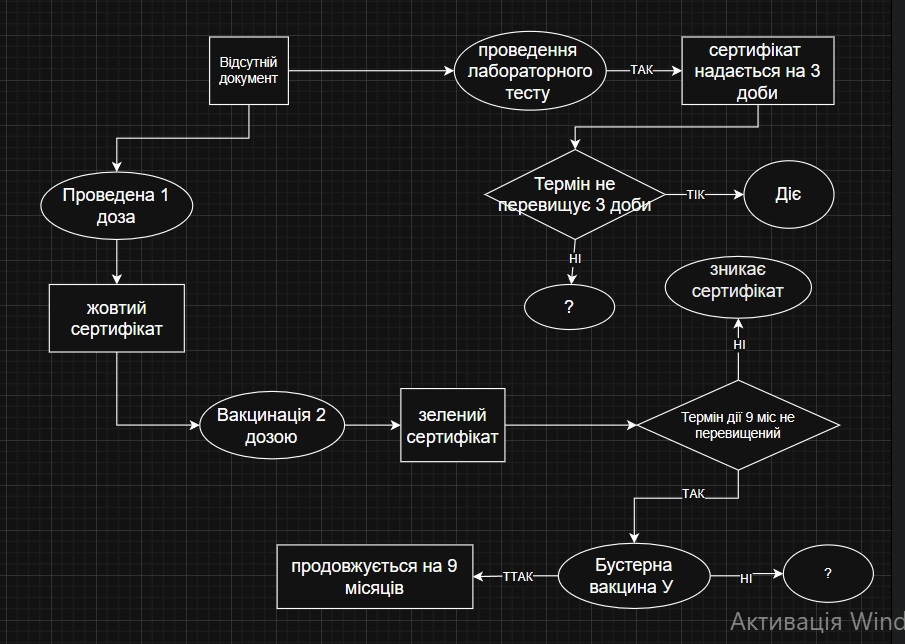 Відсутній
документ
проведення
лабораторного
тесту
ТАК
сертифікат
надається на 3
доби
Термін не
перевищує 3 доби
ТІК
Діє
НІ
?
Проведена 1
доза
жовтий
сертифікат
Вакцинація 2
дозою
зелений
сертифікат
Термін дії 9 міс не
перевищений
НІ
зникає
сертифікат
ТАК
Бустерна
вакцина У
ТТАК
продовжується на 9
місяців
НІ
?
Активація Wind